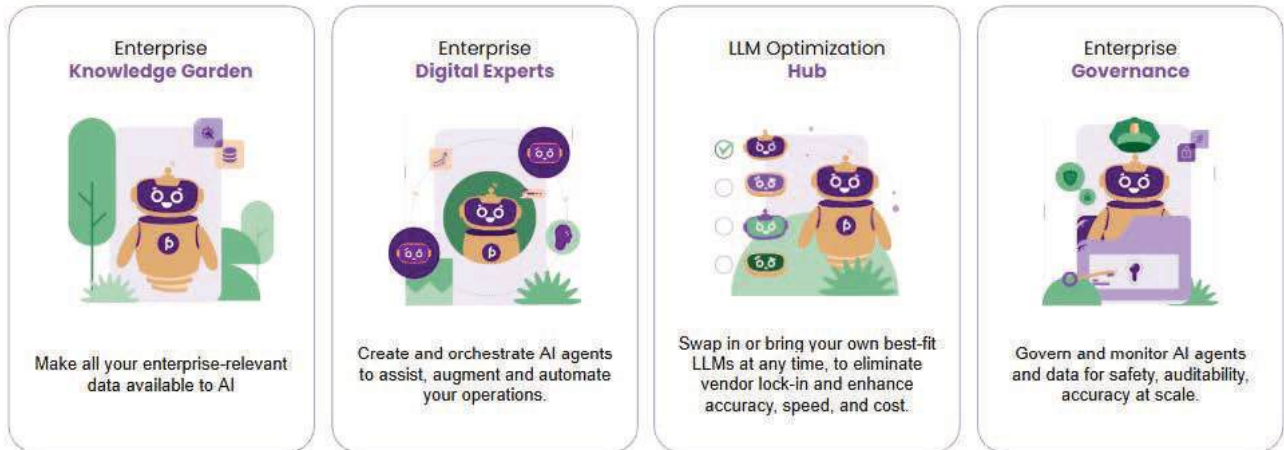 Enterprise
Knowledge Garden
Make all your enterprise-relevant
data available to AI
Enterprise
Digital Experts
Create and orchestrate AI agents
to assist, augment and automate
your operations.
LLM Optimization
Hub
Swap in or bring your own best-fit
LLMs at any time, to eliminate
vendor lock-in and enhance
accuracy, speed, and cost.
Enterprise
Governance
Govern and monitor AI agents
and data for safety, auditability,
accuracy at scale.